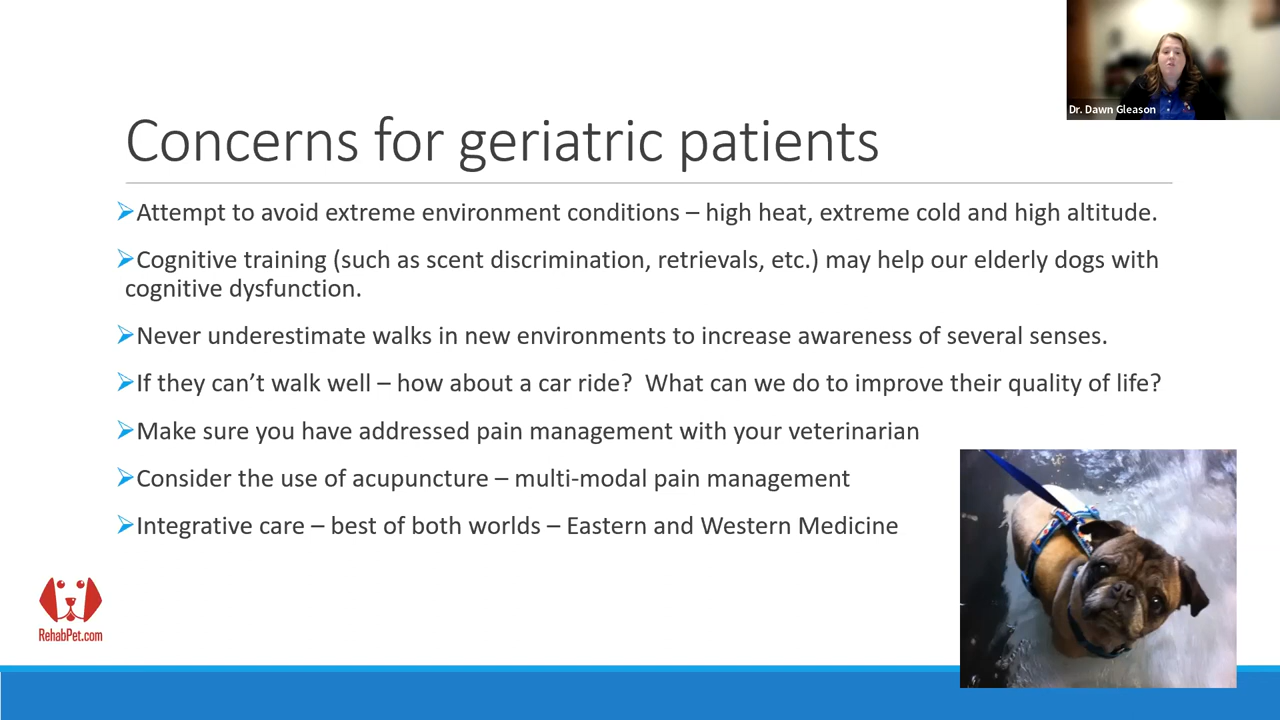 Dr. Dawn Gleason
Concerns for geriatric patients
➢Attempt to avoid extreme environment conditions – high heat, extreme cold and high altitude.
➢Cognitive training (such as scent discrimination, retrievals, etc.) may help our elderly dogs with
cognitive dysfunction.
➢Never underestimate walks in new environments to increase awareness of several senses.
➢If they can’t walk well – how about a car ride?  What can we do to improve their quality of life?
➢Make sure you have addressed pain management with your veterinarian
➢Consider the use of acupuncture – multi-modal pain management
➢Integrative care – best of both worlds – Eastern and Western Medicine
RehabPet.com